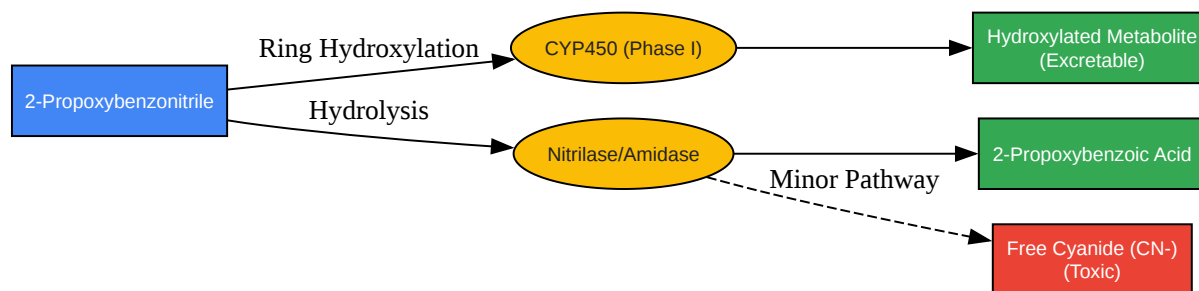 Ring Hydroxylation
CYP450 (Phase I)
Hydroxylated Metabolite
(Excretable)
2-Propoxybenzonitrile
Hydrolysis
Nitrilase/Amidase
2-Propoxybenzoic Acid
Minor Pathway
Free Cyanide (CN-)
(Toxic)